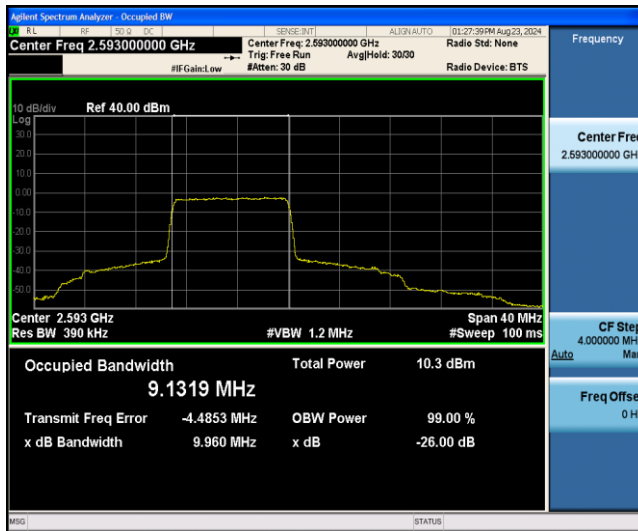 Agilent Spectrum Analyzer - Occupied BW
RL RF 50 Ω DC SENSE:INT ALIGN AUTO 01:27:39 PM Aug 23, 2024
Center Freq 2.593000000 GHz
Center Freq: 2.593000000 GHz Radio Std: None
Trig: Free Run Avg|Hold: 30/30
#IFGain:Low #Atten: 30 dB Radio Device: BTS
10 dB/div Ref 40.00 dBm
Log
30.0
20.0
10.0
0.00
-10.0
-20.0
-30.0
-40.0
-50.0
Center 2.593 GHz Span 40 MHz
Res BW 390 kHz #VBW 1.2 MHz #Sweep 100 ms
Occupied Bandwidth Total Power 10.3 dBm
9.1319 MHz
Transmit Freq Error -4.4853 MHz OBW Power 99.00 %
x dB Bandwidth 9.960 MHz x dB -26.00 dB
MSG STATUS
Frequency
Center Fre
2.593000000 GH
CF Step
4.000000 MH
Auto Ma
Freq Offse
0 H